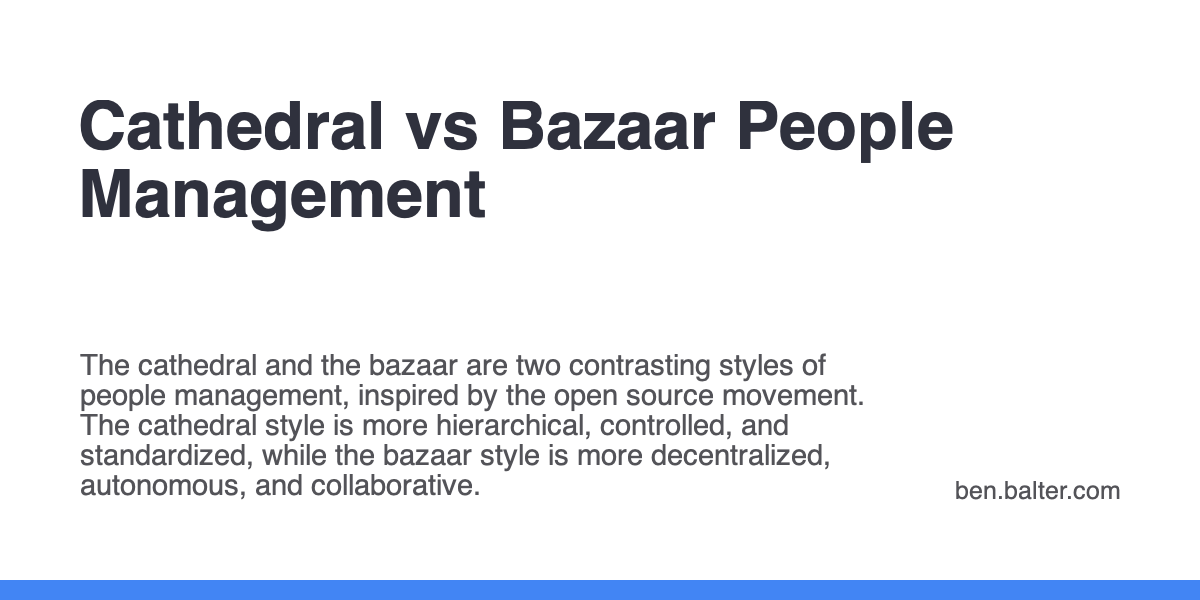 Cathedral vs Bazaar People
Management
The cathedral and the bazaar are two contrasting styles of
people management, inspired by the open source movement.
The cathedral style is more hierarchical, controlled, and
standardized, while the bazaar style is more decentralized,
autonomous, and collaborative.
ben.balter.com